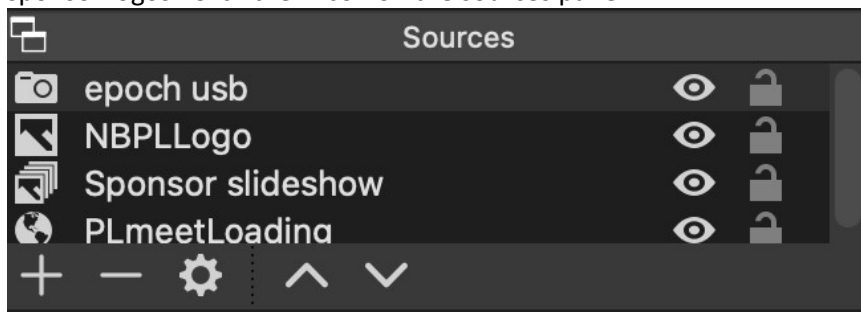 Sources
epoch usb
NBPLLogo
Sponsor slideshow
PLmeetLoading